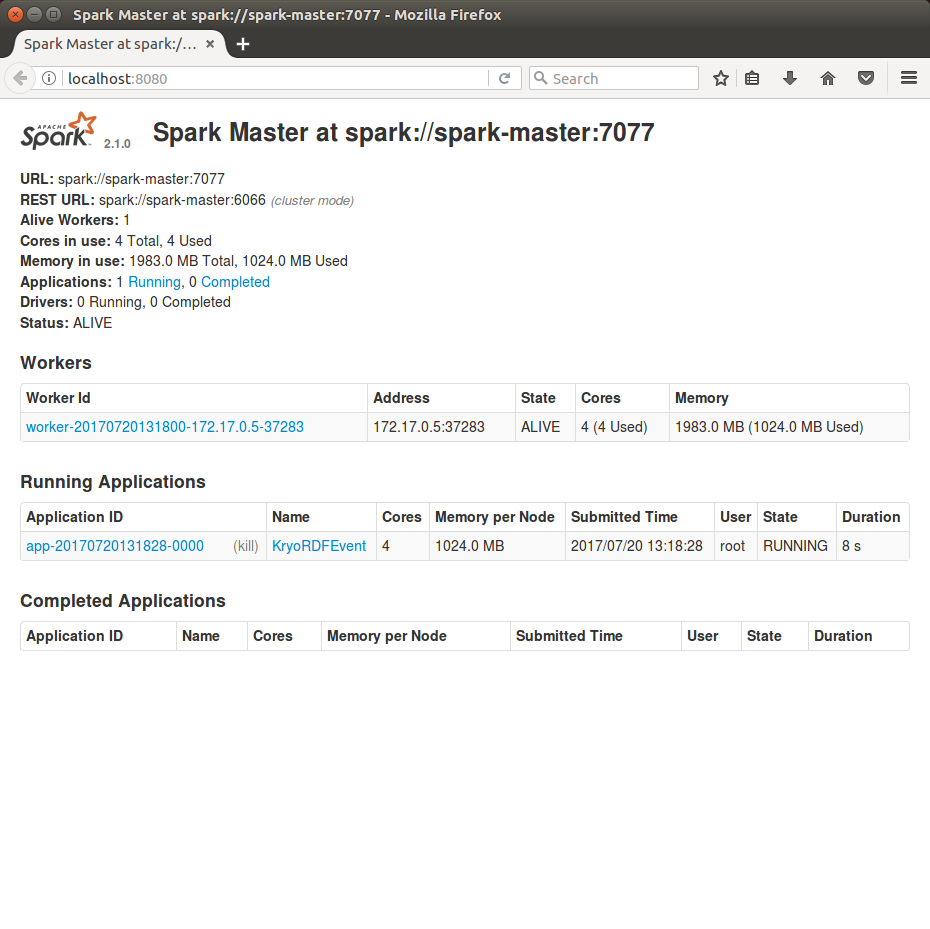 Spark Master at spark://spark-master:7077 - Mozilla Firefox
Spark Master at spark:/...
localhost:8080 Search
APACHE
Spark 2.1.0 Spark Master at spark://spark-master:7077
URL: spark://spark-master:7077
REST URL: spark://spark-master:6066 (cluster mode)
Alive Workers: 1
Cores in use: 4 Total, 4 Used
Memory in use: 1983.0 MB Total, 1024.0 MB Used
Applications: 1 Running, 0 Completed
Drivers: 0 Running, 0 Completed
Status: ALIVE
Workers
Worker Id Address State Cores Memory
worker-20170720131800-172.17.0.5-37283 172.17.0.5:37283 ALIVE 4 (4 Used) 1983.0 MB (1024.0 MB Used)
Running Applications
Application ID Name Cores Memory per Node Submitted Time User State Duration
app-20170720131828-0000 (kill) KryoRDFEvent 4 1024.0 MB 2017/07/20 13:18:28 root RUNNING 8 s
Completed Applications
Application ID Name Cores Memory per Node Submitted Time User State Duration